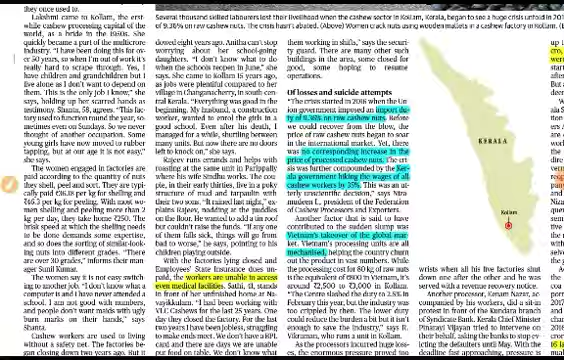 they once used to.
Lakshmi came to Kollam, the erst-
while cashew processing capital of the
world, as a bride in the 1980s. She
quickly became a part of the multicrore
industry. "I have been doing this for ov-
er 30 years, so when I'm out of work it's
really hard to scrape through. Yes, I
have children and grandchildren but I
live alone as I don't want to depend on
them. This is the only job I know," she
says, holding up her scarred hands as
testimony. Shanta, 58, agrees. "This fac-
tory used to function round the year, so-
metimes even on Sundays. So we never
thought of another occupation. Some
young girls have now moved to rubber
tapping, but at our age it is not easy,"
she says.
The women engaged in factories are
paid according to the quantity of nuts
they shell, peel and sort. They are typi-
cally paid per kg for shelling and
per kg for peeling. With most wo-
men shelling and peeling more than 7
kg per day, they take home ₹250. The
brisk speed at which the shelling needs
to be done demands some expertise,
and so does the sorting of similar-look-
ing nuts into different grades. "There
are over 30 grades," informs their man-
ager Sunil Kumar.
The women say it is not easy switch-
ing to another job. "I don't know what a
computer is and I have never attended a
school. I am not good with numbers,
and people don't want maids with ugly
burn marks on their hands," says
Shanta.
Cashew workers are used to living
without a safety net. The factories be-
gan closing down two years ago. But it
Several thousand skilled labourers lost their livelihood when the cashew sector in Kollam, Kerala, began to see a huge crisis unfold in 201
of 9.36% on raw cashew nuts. The crisis hasn't abated. (Above) Women crack nuts using wooden mallets in a cashew factory in Kollam. (
dowed eight years ago. Anitha can't stop
worrying about her school-going
daughters. "I don't know what to do
when the schools reopen in June," she
says. She came to Kollam 15 years ago,
as jobs were plentiful compared to her
village in Changanacherry, in south cen-
tral Kerala. "Everything was good in the
beginning. My husband, a construction
worker, wanted to enrol the girls in a
good school. Even after his death, I
managed for a while, shuttling between
many units. But now there are no doors
left to knock on," she says.
Rajeev runs errands and helps with
roasting at the same unit in Parippally
where his wife Sindhu works. The cou-
ple, in their early thirties, live in a poky
structure of mud and tarpaulin with
their two sons. "It rained last night," ex-
plains Rajeev, nodding at the puddles
on the floor. He wanted to add a tin roof
but couldn't raise the funds. "If any one
of them falls sick, things will go from
bad to worse," he says, pointing to his
children playing outside.
With the factories lying closed and
Employees' State Insurance dues un-
paid, the workers are unable to access
even medical facilities. Sathi, 41, stands
in front of her unfinished home at Na-
vayikkulam. "I had been working with
VLC Cashews for the last 25 years. One
day they closed the factory. For the last
two years I have been jobless, struggling
to make ends meet. We don't have a BPL
card and there are days we are unable
put food on table. We don't know what
them working in shifts," says the securi-
ty guard. There are many other such
buildings in the area, some closed for
good, some hoping to resume
operations.
Of losses and suicide attempts
"The crisis started in 2016 when the Un-
ion government imposed an import du-
ty of 9.36% on raw cashew nuts. Before
we could recover from the blow, the
price of raw cashew nuts began to soar
in the international market. Yet, there
was no corresponding increase in the
price of processed cashew nuts. The cri-
sis was further compounded by the Ker-
ala government hiking the wages of all
cashew workers by 35%. This was an ut-
terly unscientific decision," says
president of the Federation
of Cashew Processors and Exporters.
Another factor that is said to have
contributed to the sudden slump was
Vietnam's takeover of the global mar-
ket. Vietnam's processing units are all
mechanised, helping the country churn
out the product in vast numbers. While
the processing cost for 80 kg of raw nuts
is the equivalent of ₹800 in Vietnam, it's
around ₹2,500 to ₹3,000 in Kollam.
"The Centre slashed the duty to 2.5% in
February this year, but the industry was
too crippled by then. The lower duty
could reduce the burden a bit but it isn't
enough to save the industry," says R.
Vikraman, who runs a unit in Kollam.
As the processors incurred huge loss-
es, the enormous pressure proved too
KERALA
Kollam
wrists when all his five factories shut
down one after the other and he was
served with a revenue recovery notice.
Another processor, Keran Nazar, ac-
companied by his workers, did a sit-in
protest in front of the Kundara branch
of Syndicate Bank. Kerala Chief Minister
Pinarayi Vijayan tried to intervene on
their behalf, asking the banks to stop ev-
icting the debtors until May. With the
deadline fast approaching, pressure is